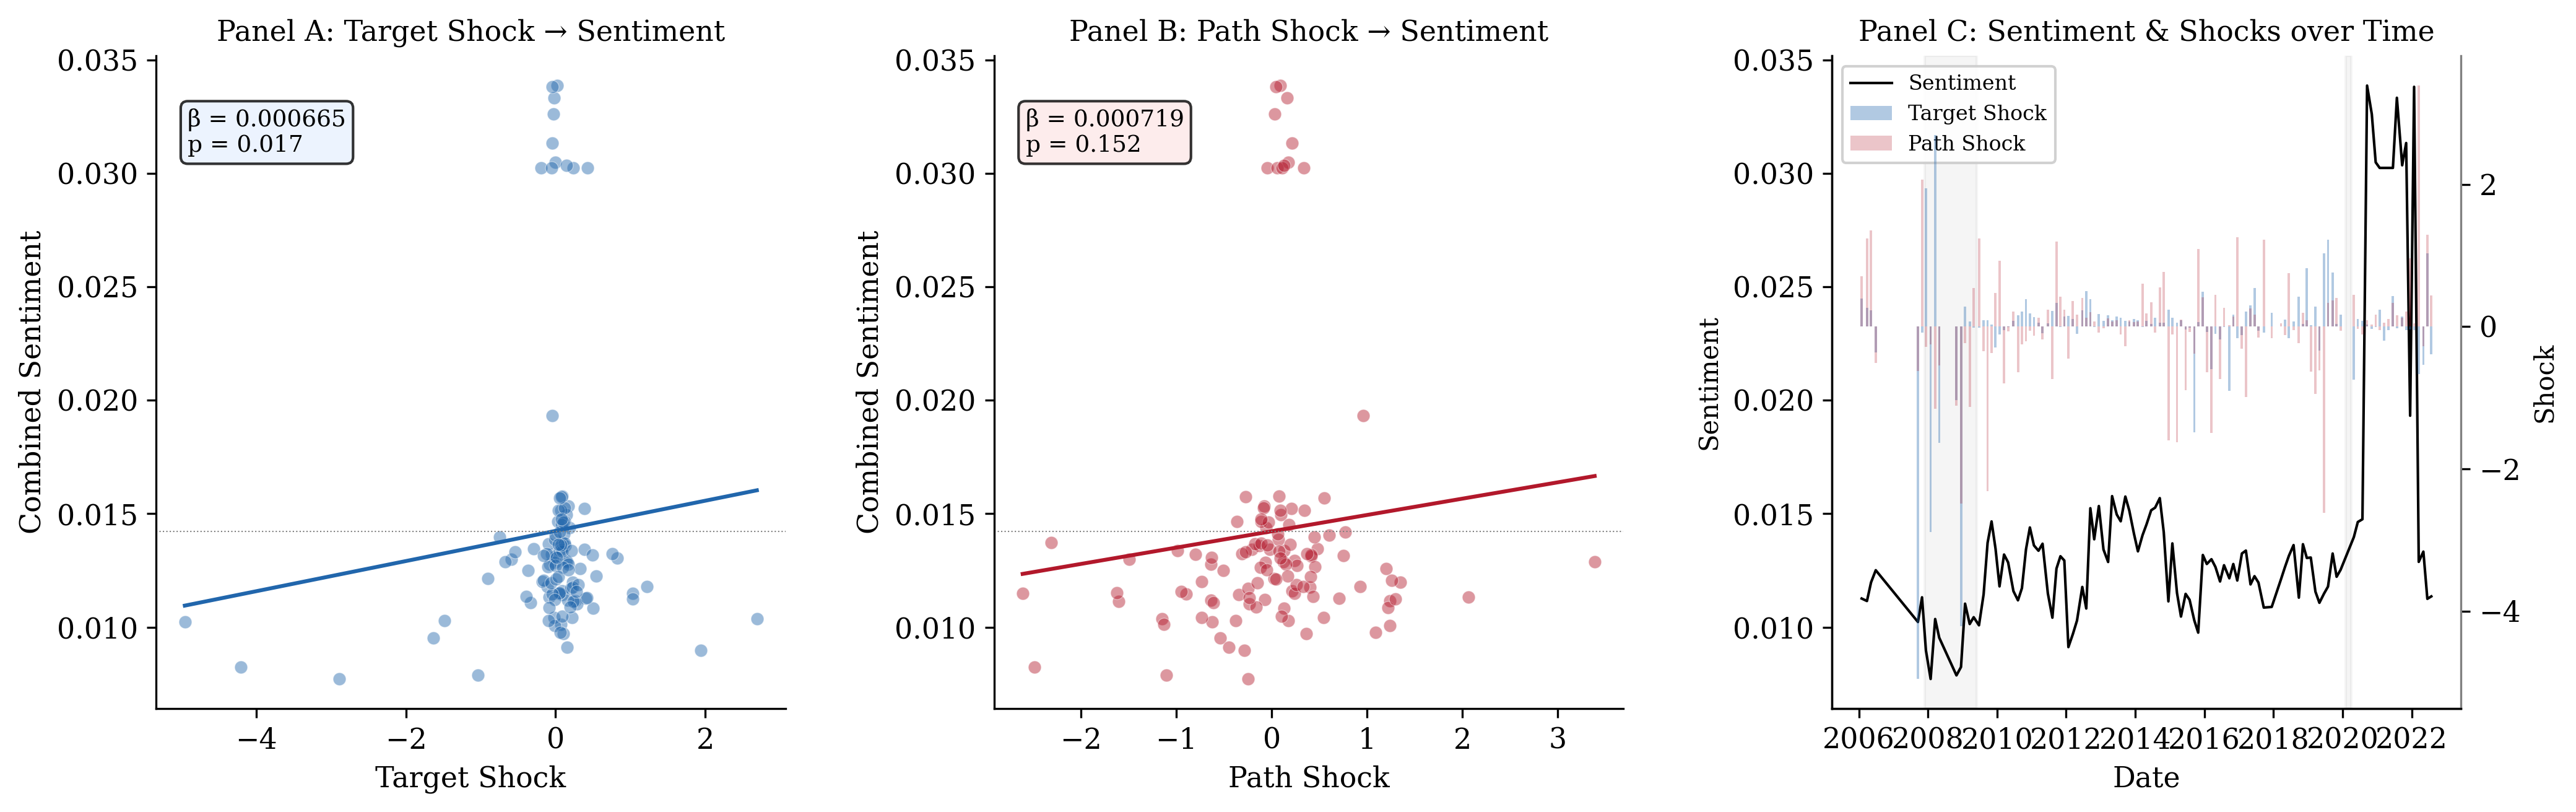 Panel A: Target Shock → Sentiment
0.035
0.030
0.025
0.020
0.015
0.010
Combined Sentiment
β = 0.000665
p = 0.017
−4
−2
0
2
Target Shock
Panel B: Path Shock → Sentiment
0.035
0.030
0.025
0.020
0.015
0.010
Combined Sentiment
β = 0.000719
p = 0.152
−2
−1
0
1
2
3
Path Shock
Panel C: Sentiment & Shocks over Time
0.035
0.030
0.025
0.020
0.015
0.010
Sentiment
Sentiment
Target Shock
Path Shock
2
0
−2
−4
Shock
2006
2008
2010
2012
2014
2016
2018
2020
2022
Date